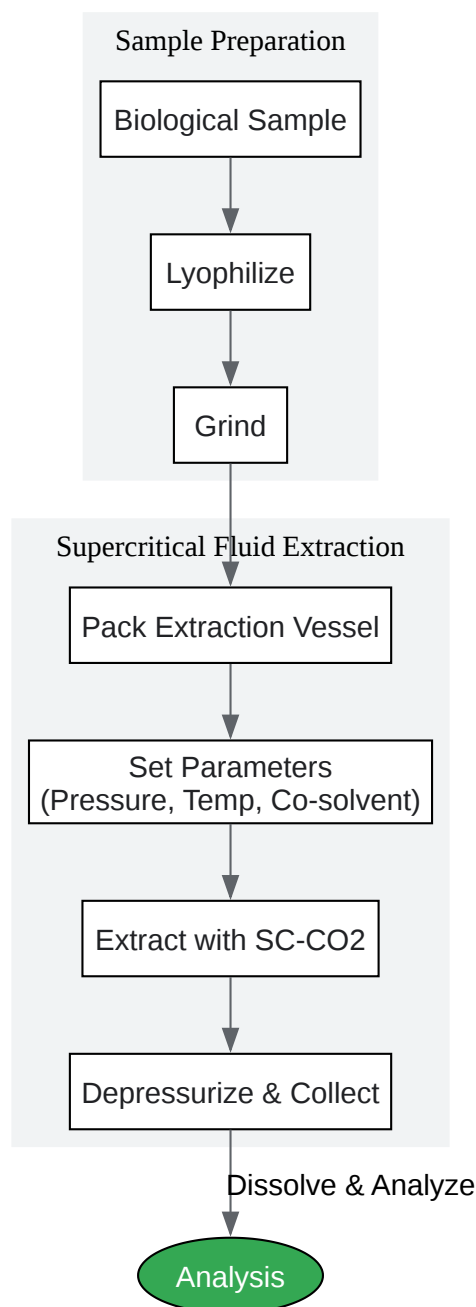 Sample Preparation
Biological Sample
Lyophilize
Grind
Supercritical Fluid Extraction
Pack Extraction Vessel
Set Parameters
(Pressure, Temp, Co-solvent)
Extract with SC-CO2
Depressurize & Collect
Dissolve & Analyze
Analysis